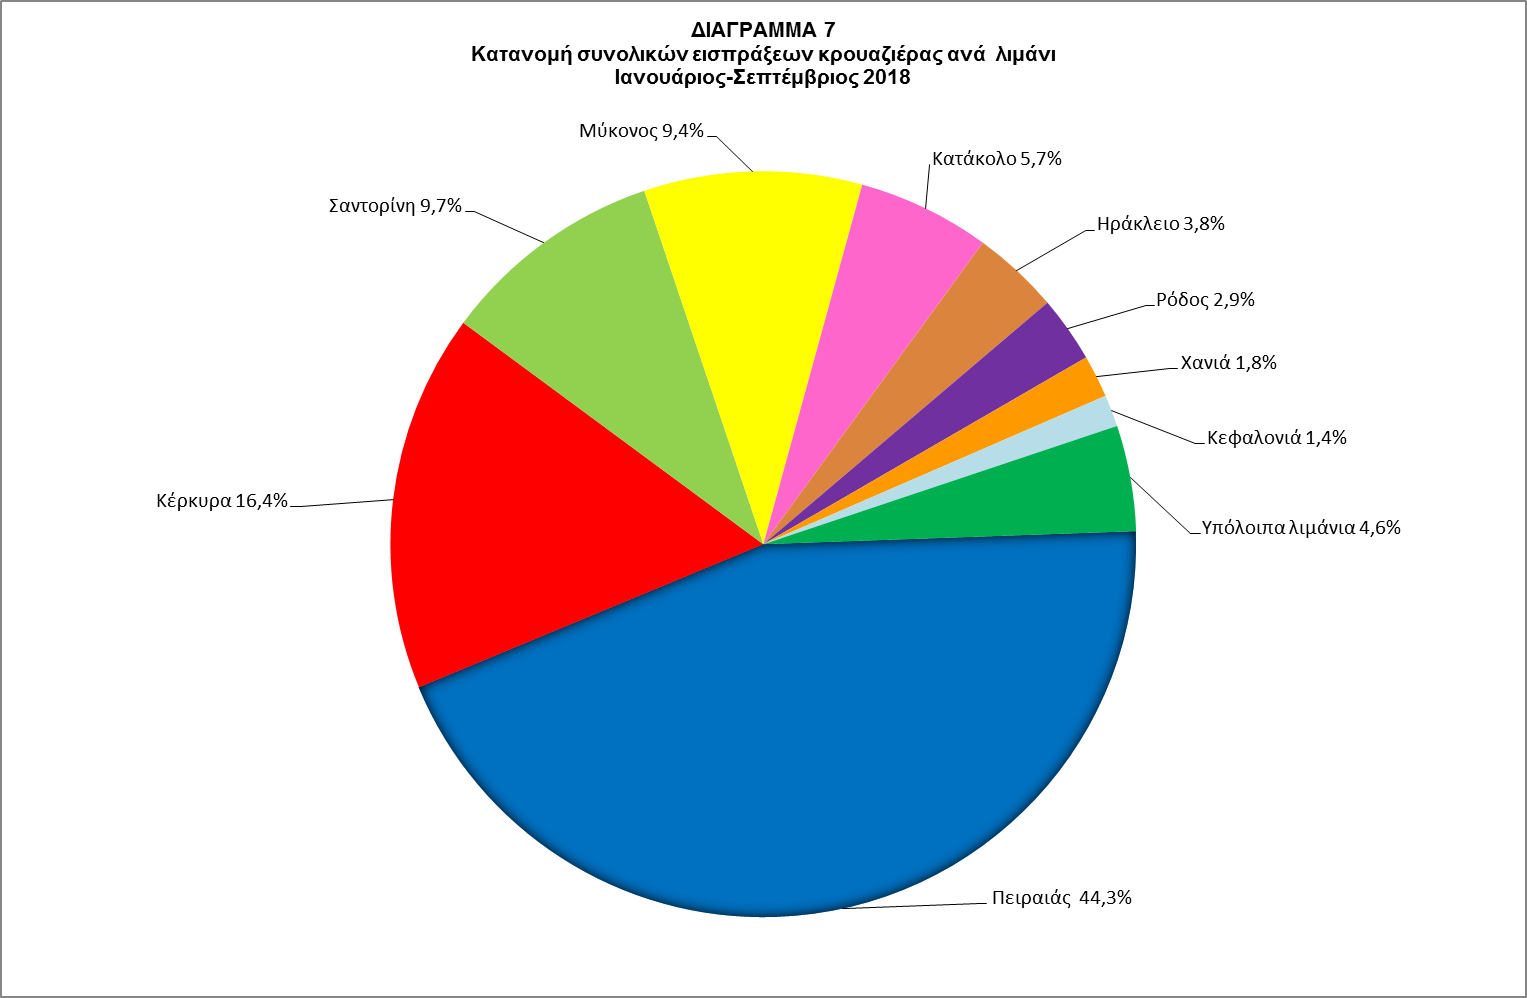 ΔΙΑΓΡΑΜΜΑ 7
Κατανομή συνολικών εισπράξεων κρουαζιέρας ανά  λιμάνι
Ιανουάριος-Σεπτέμβριος 2018
Μύκονος 9,4%
Κατάκολο 5,7%
Σαντορίνη 9,7%
Ηράκλειο 3,8%
Ρόδος 2,9%
Χανιά 1,8%
Κεφαλονιά 1,4%
Κέρκυρα 16,4%
Υπόλοιπα λιμάνια 4,6%
Πειραιάς  44,3%